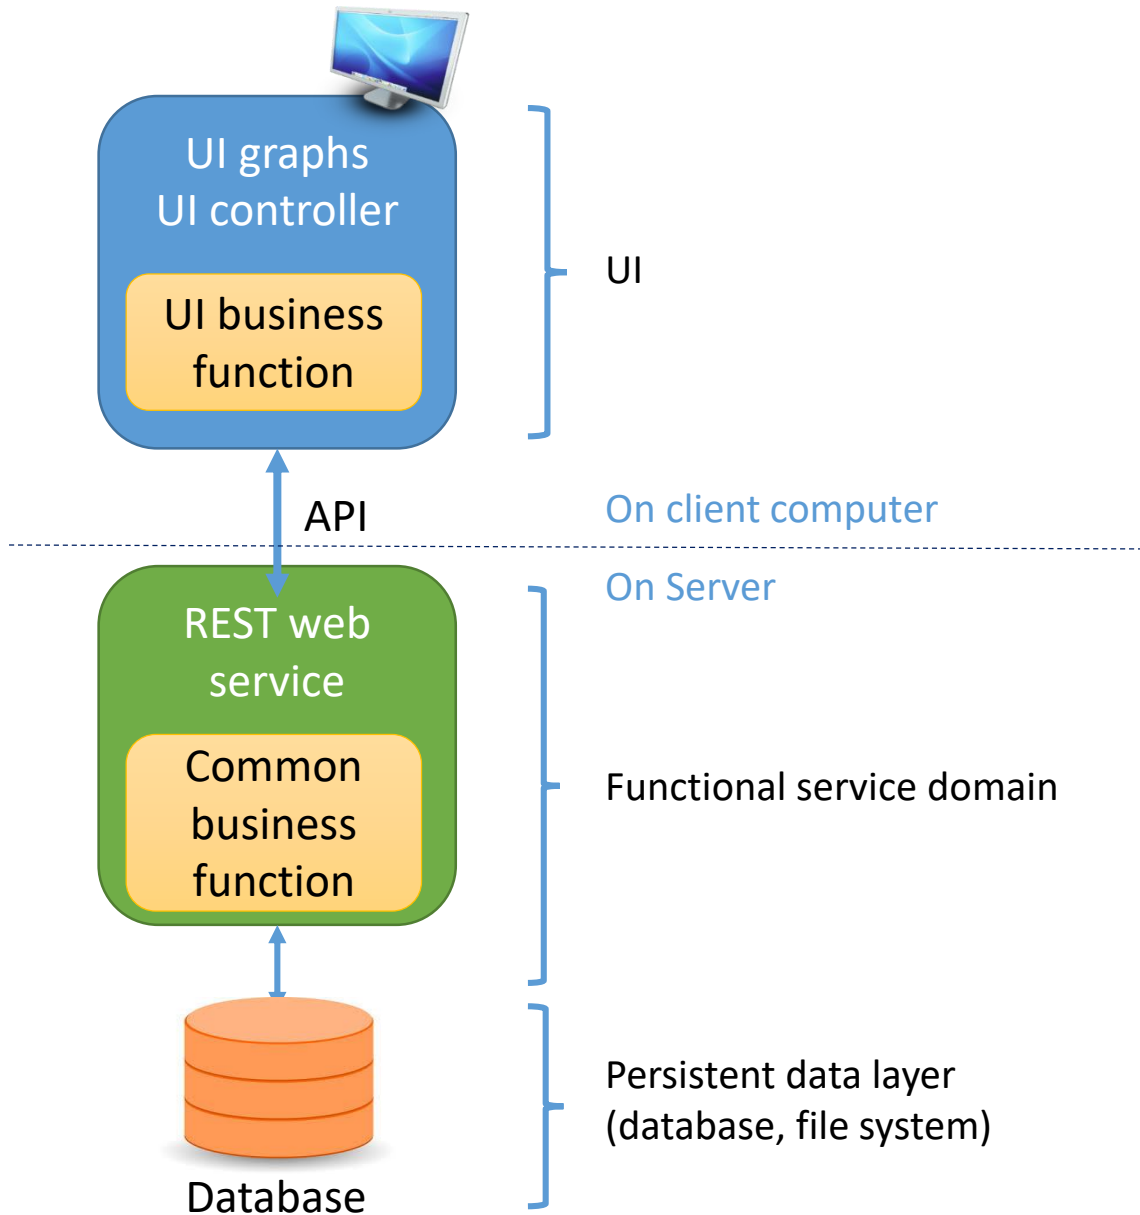 UI graphs
UI controller
UI business
function
UI
API
On client computer
On Server
REST web
service
Common
business
function
Functional service domain
Persistent data layer
(database, file system)
Database